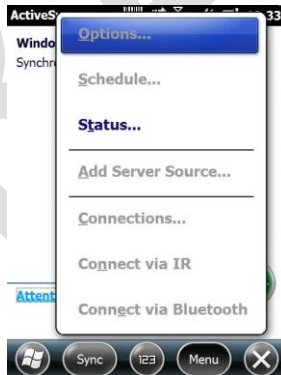 ActiveS
33
Windo
Synchr
Options...
Schedule...
Status...
Add Server Source...
Connections...
Connect via IR
Connect via Bluetooth
Attent
Sync
123
Menu